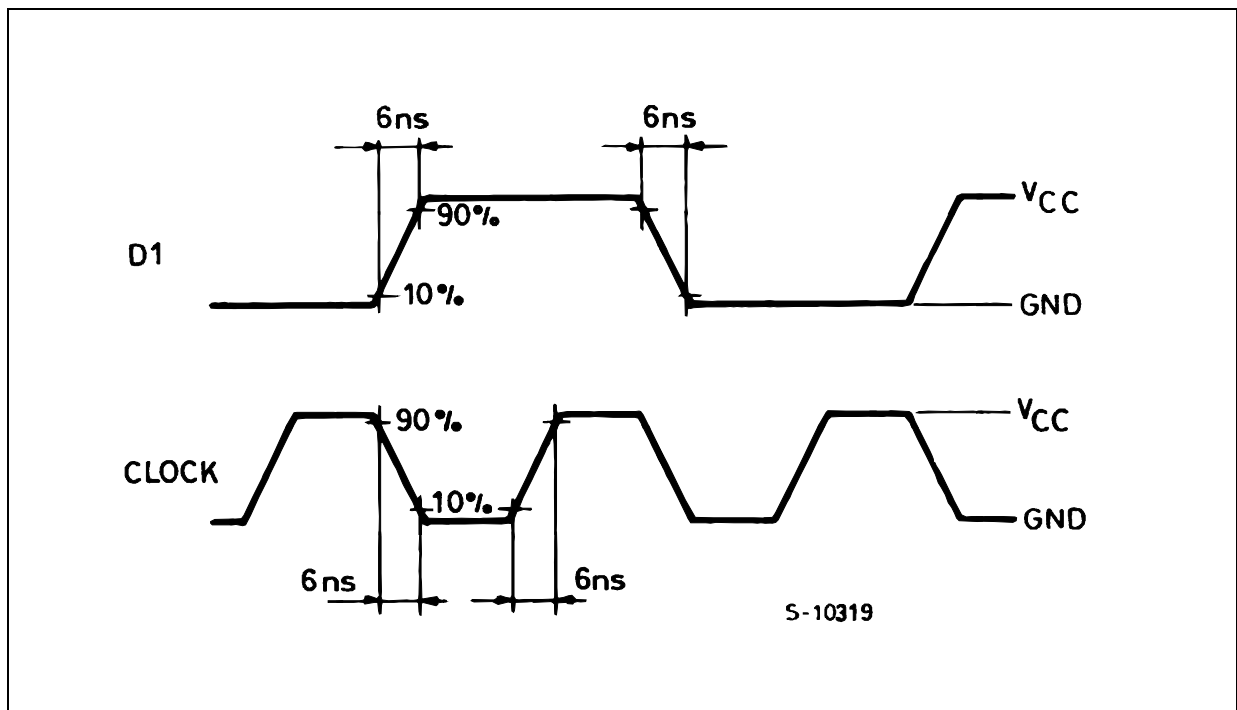 6ns
6ns
VCC
90%
D1
10%
GND
VCC
90%
CLOCK
10%
GND
6ns
6ns
S-10319